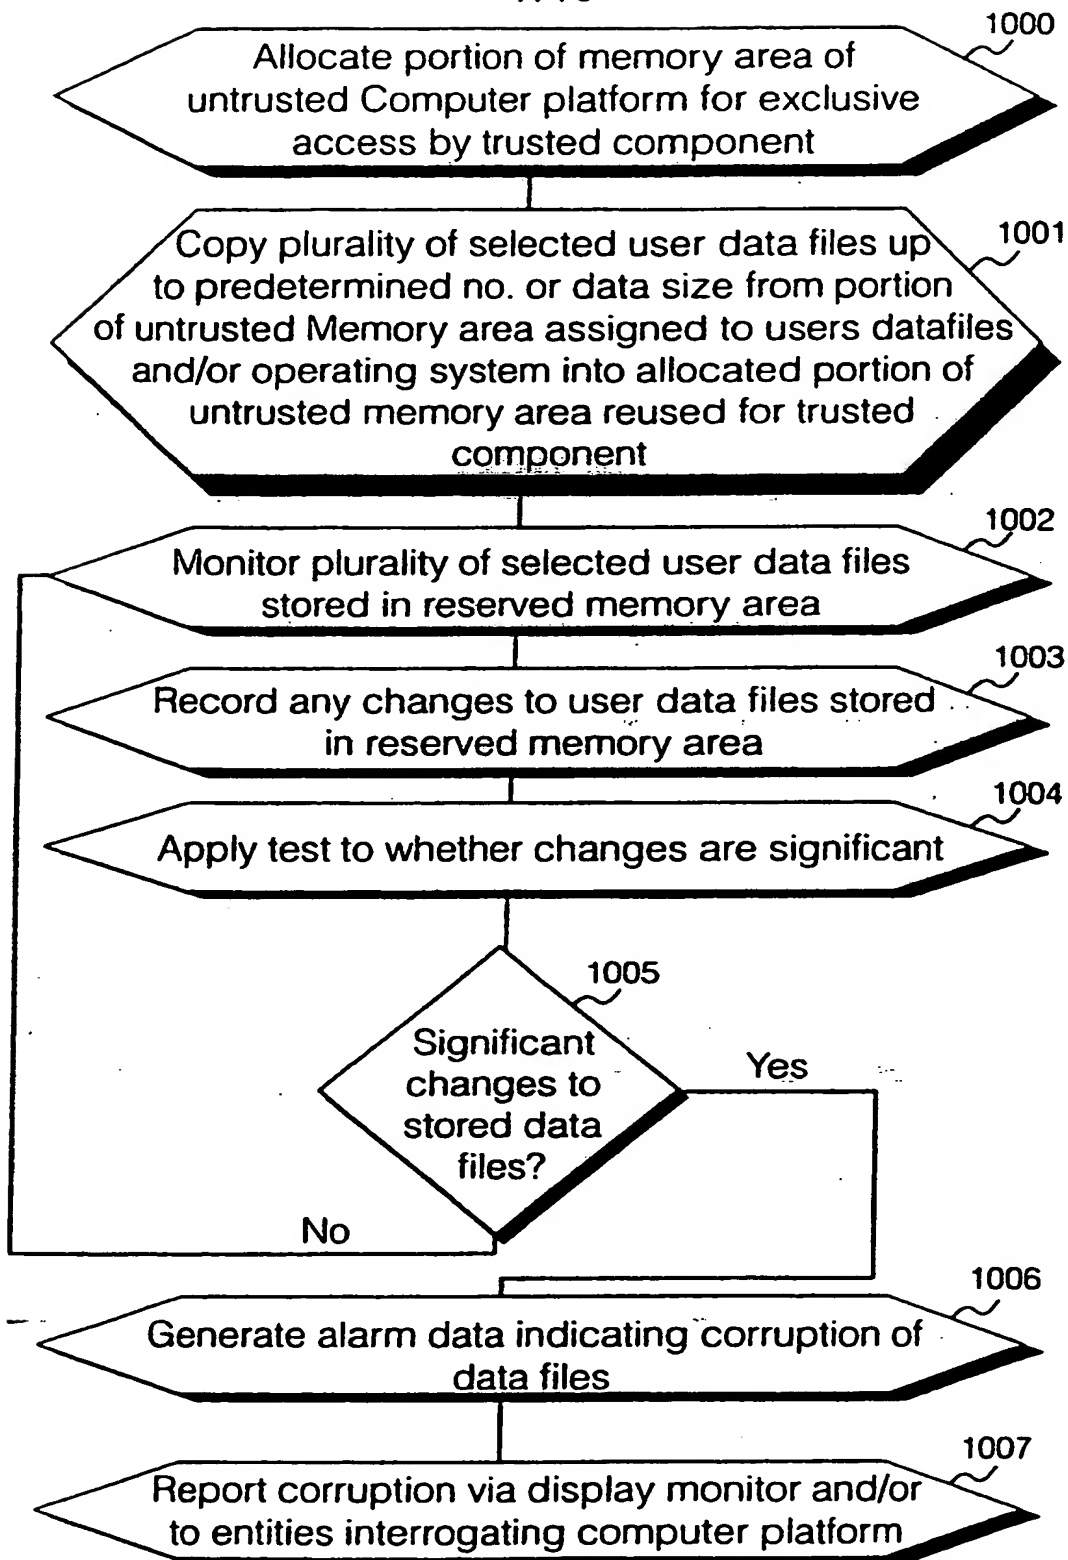 1000
Allocate portion of memory area of
untrusted Computer platform for exclusive
access by trusted component
1001
Copy plurality of selected user data files up
to predetermined no. or data size from portion
of untrusted Memory area assigned to users datafiles
and/or operating system into allocated portion of
untrusted memory area reused for trusted
component
1002
Monitor plurality of selected user data files
stored in reserved memory area
1003
Record any changes to user data files stored
in reserved memory area
1004
Apply test to whether changes are significant
1005
Significant
changes to
stored data
files?
Yes
No
1006
Generate alarm data indicating corruption of
data files
1007
Report corruption via display monitor and/or
to entities interrogating computer platform